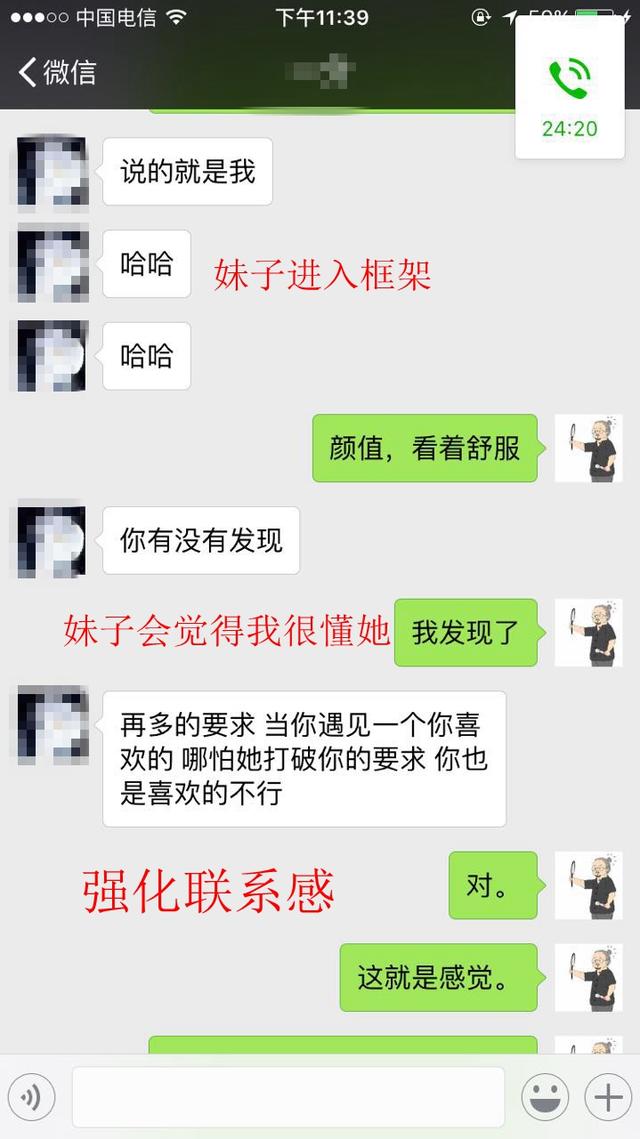 中国电信
下午11:39
微信
24:20
说的就是我
哈哈
妹子进入框架
哈哈
颜值，看着舒服
你有没有发现
妹子会觉得我很懂她
我发现了
再多的要求 当你遇见一个你喜
欢的 哪怕她打破你的要求 你也
是喜欢的不行
强化联系感
对。
这就是感觉。